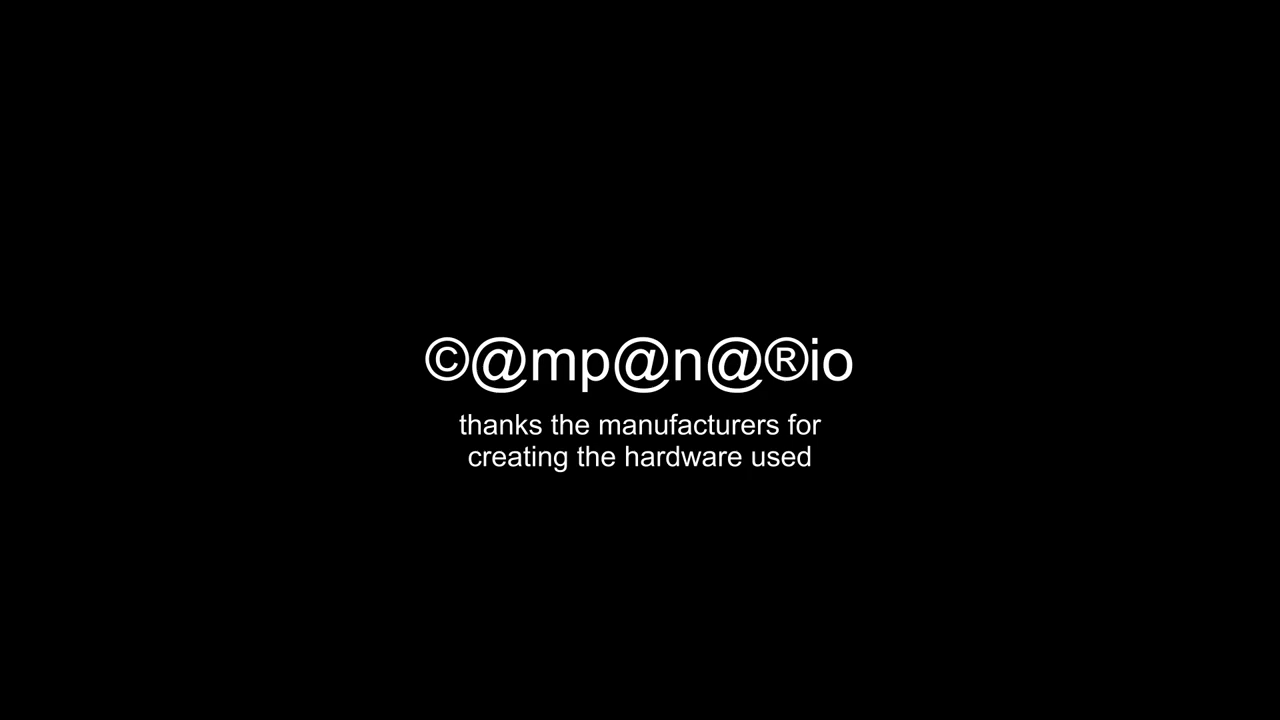 ©@mp@n@®io
thanks the manufacturers for
creating the hardware used